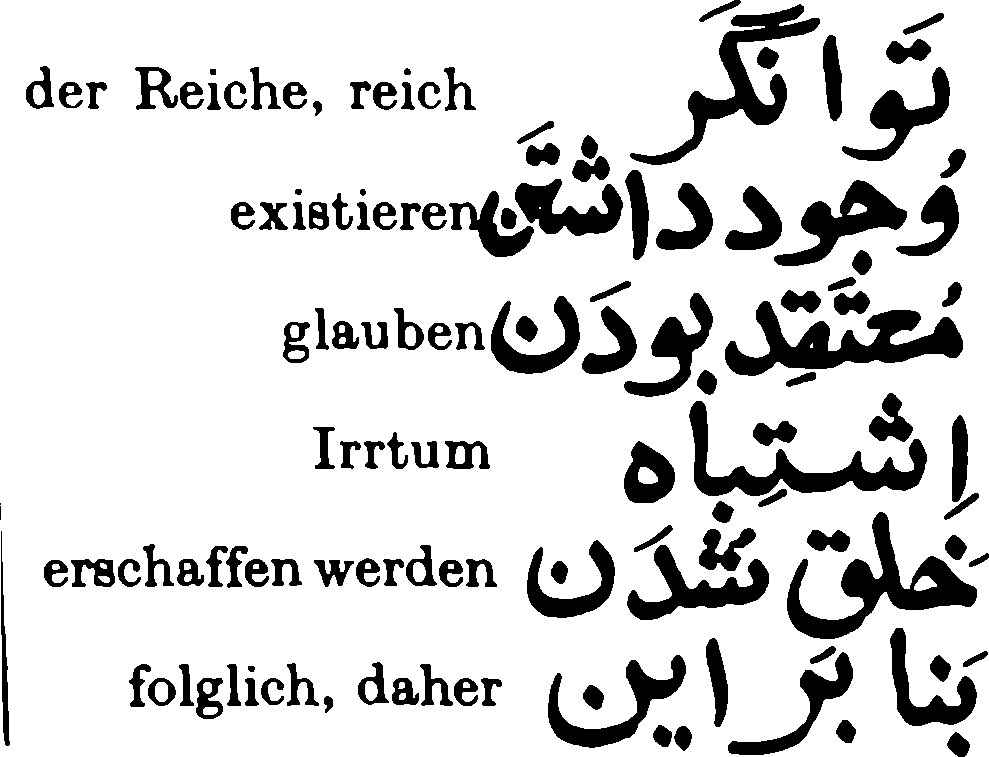 der Reiche, reich تَوانگَر
existieren وُجود داشتَن
glauben مُعتَقِد بودَن
Irrtum اِشتِباه
erschaffen werden خَلق شُدَن
folglich, daher بَنا بَر این